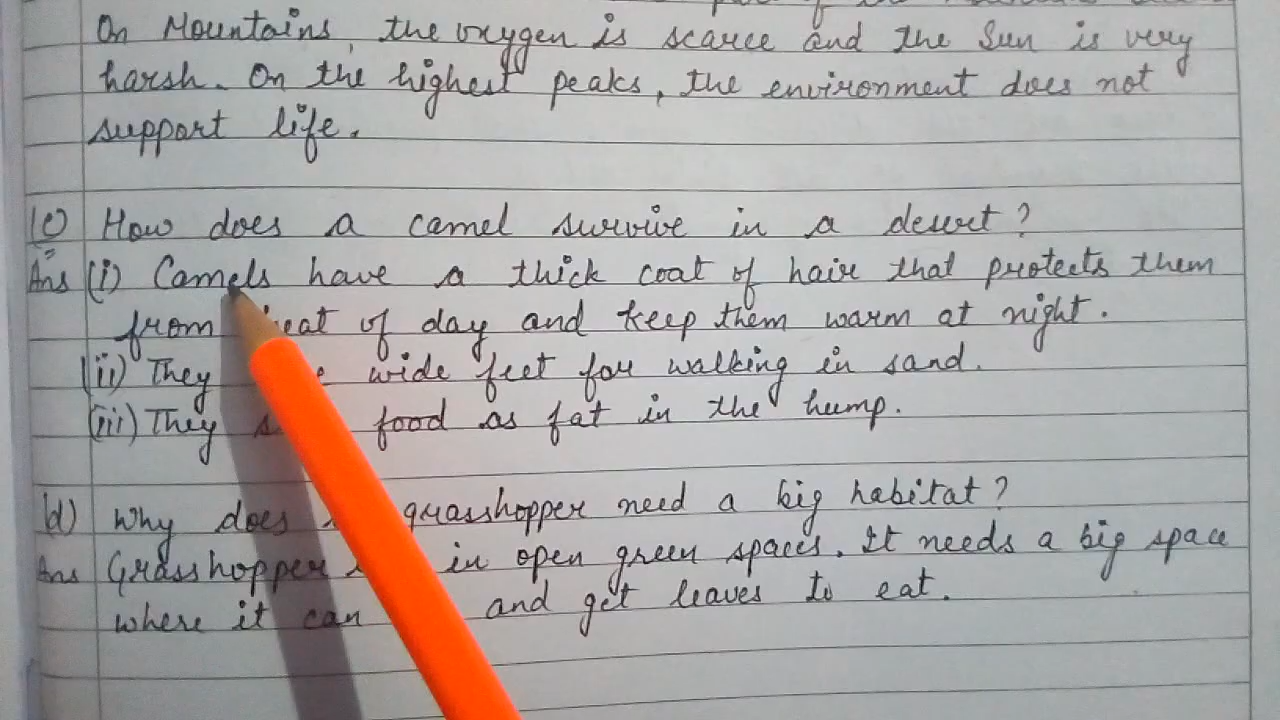 On Mountains, the oxygen is scarce and the Sun is very
harsh. On the highest peaks, the environment does not
support life.
(c) How does a camel survive in a desert?
Ans (i) Camels have a thick coat of hair that protects them
from heat of day and keep them warm at night.
(ii) They wide feet for walking in sand.
(iii) They food as fat in the hump.
d) Why does grasshopper need a big habitat?
Ans Grasshopper in open green spaces. It needs a big space
where it can and get leaves to eat.